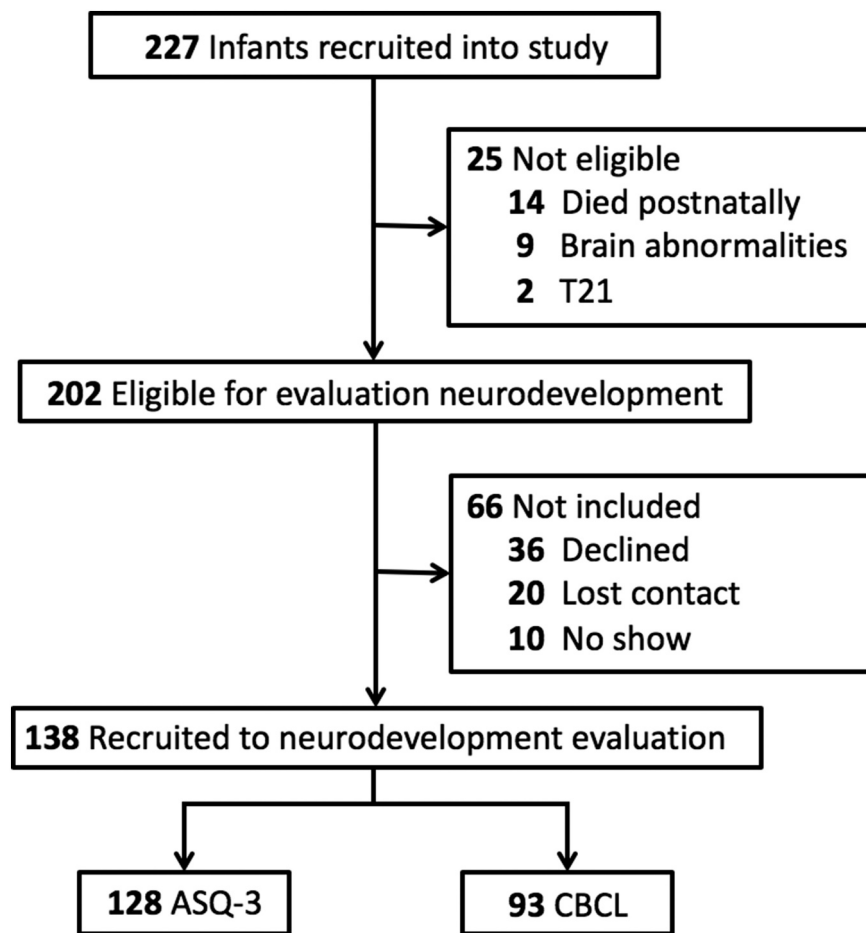 227 Infants recruited into study
25 Not eligible
14 Died postnatally
9 Brain abnormalities
2 T21
202 Eligible for evaluation neurodevelopment
66 Not included
36 Declined
20 Lost contact
10 No show
138 Recruited to neurodevelopment evaluation
128 ASQ-3
93 CBCL